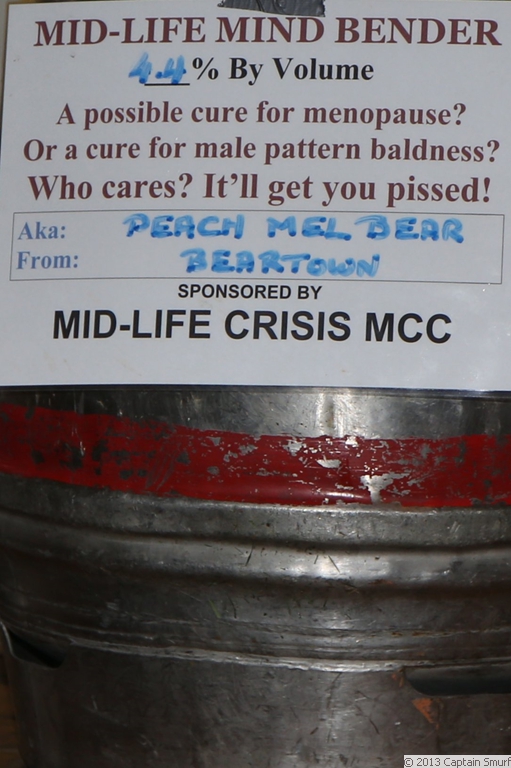 MID-LIFE MIND BENDER
4.4% By Volume
A possible cure for menopause?
Or a cure for male pattern baldness?
Who cares? It'll get you pissed!
Aka: PEACH MEL BEAR
From: BEARTOWN
SPONSORED BY
MID-LIFE CRISIS MCC
© 2013 Captain Smurf